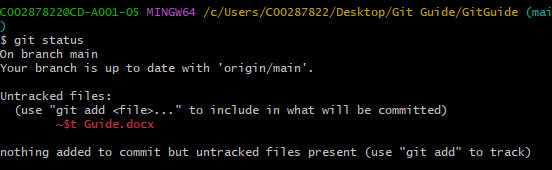 C00287822@CD-A001-05 MINGW64 /c/Users/C00287822/Desktop/Git Guide/GitGuide (mai
)
$ git status
On branch main
Your branch is up to date with 'origin/main'.
Untracked files:
(use "git add <file>..." to include in what will be committed)
~$t Guide.docx
nothing added to commit but untracked files present (use "git add" to track)